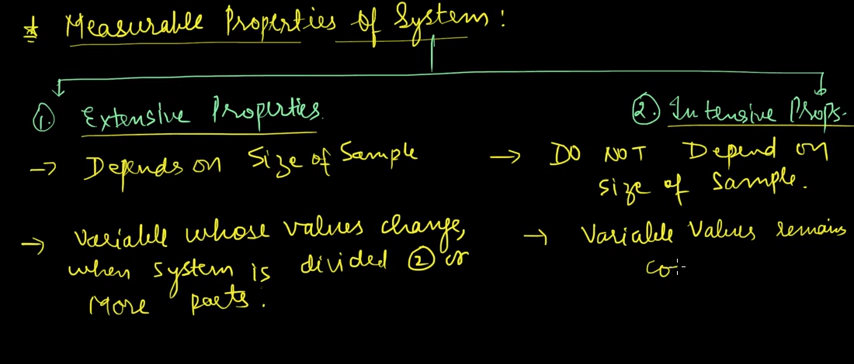 * Measurable Properties of System:
① Extensive Properties.
→ Depends on Size of Sample
→ Variable whose values change,
when system is divided ② or
More parts.
② Intensive Props.
→ DO NOT Depend on
Size of Sample.
→ Variable Values remains
co